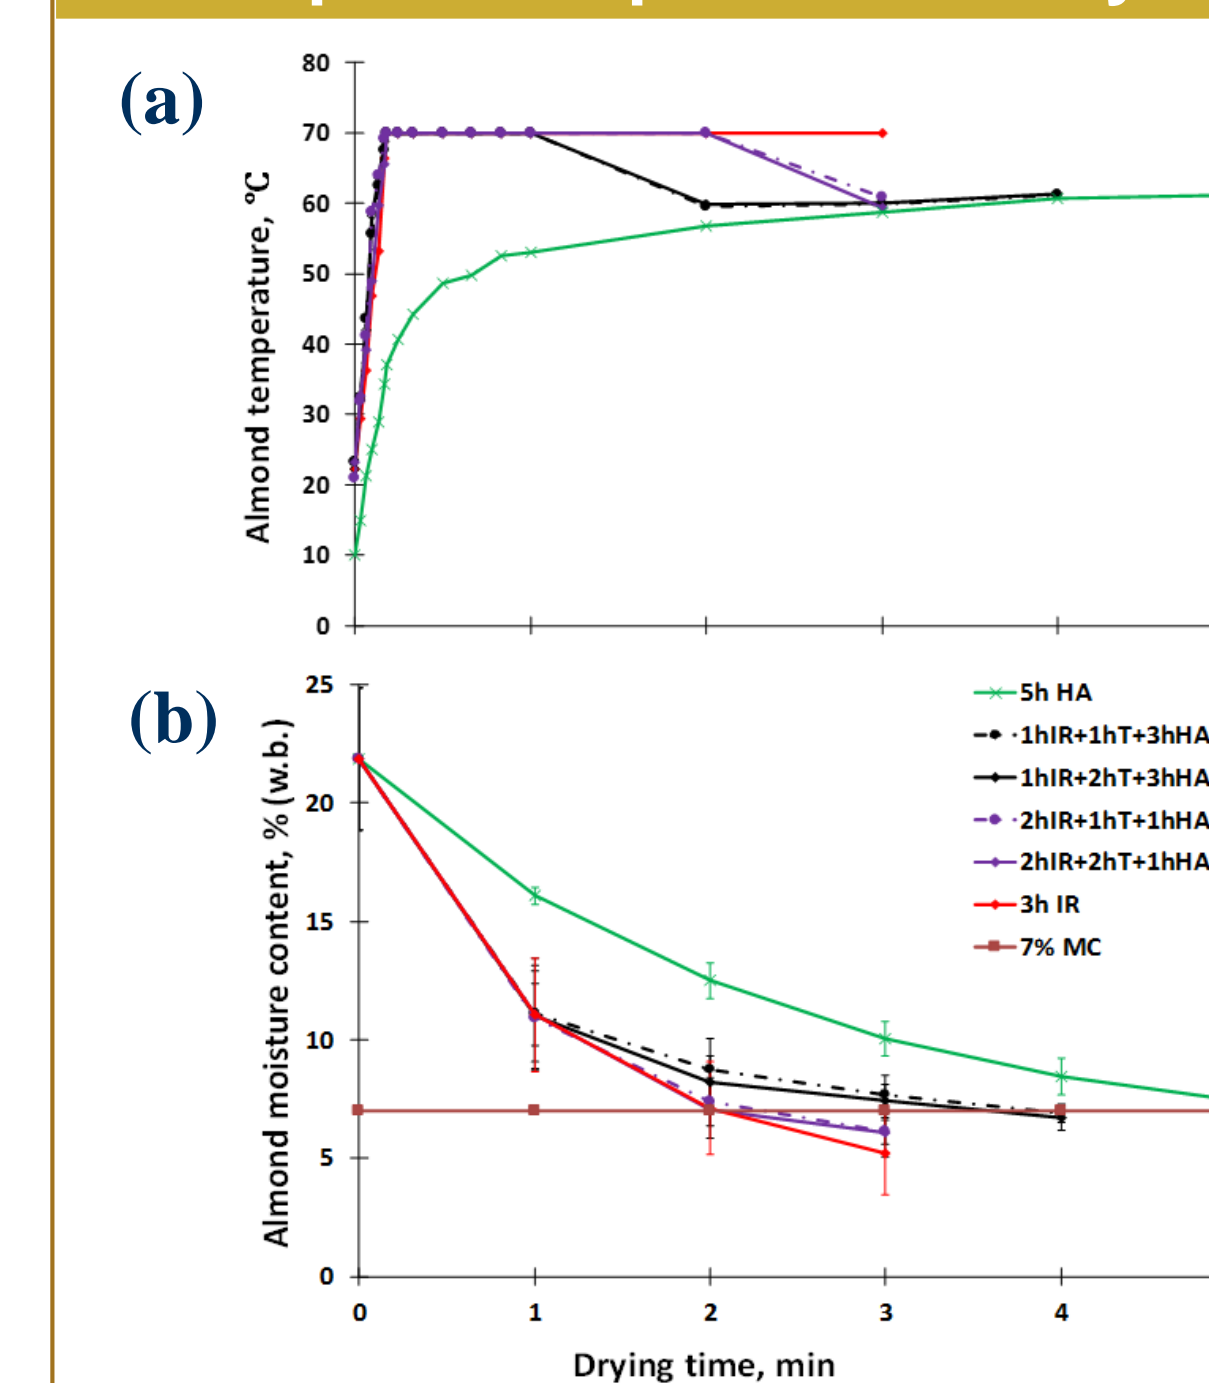 (a)
80
70
60
50
40
30
20
10
0
Almond temperature, °C
(b)
25
20
15
10
5
0
Almond moisture content, % (w.b.)
5h HA
1hIR+1hT+3hHA
1hIR+2hT+3hHA
2hIR+1hT+1hHA
2hIR+2hT+1hHA
3h IR
7% MC
0 1 2 3 4
Drying time, min